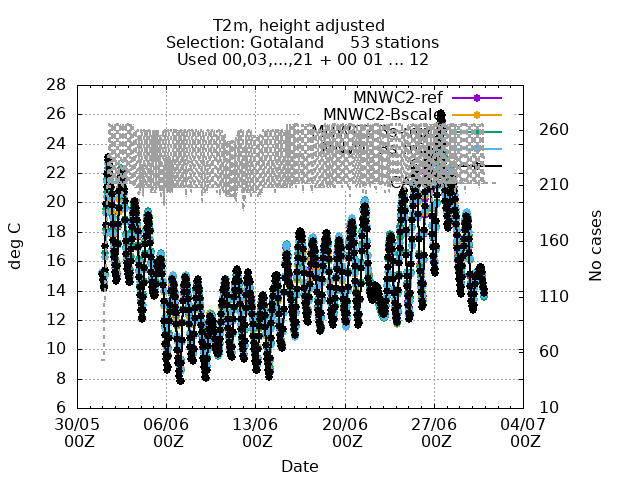 T2m, height adjusted
Selection: Gotaland 53 stations
Used 00,03,...,21 + 00 01 ... 12
MNWC2-ref
MNWC2-Bscale
28
26
24
22
20
18
16
14
12
10
8
6
deg C
260
210
160
110
60
10
No cases
30/05 06/06 13/06 20/06 27/06 04/07
00Z 00Z 00Z 00Z 00Z 00Z
Date